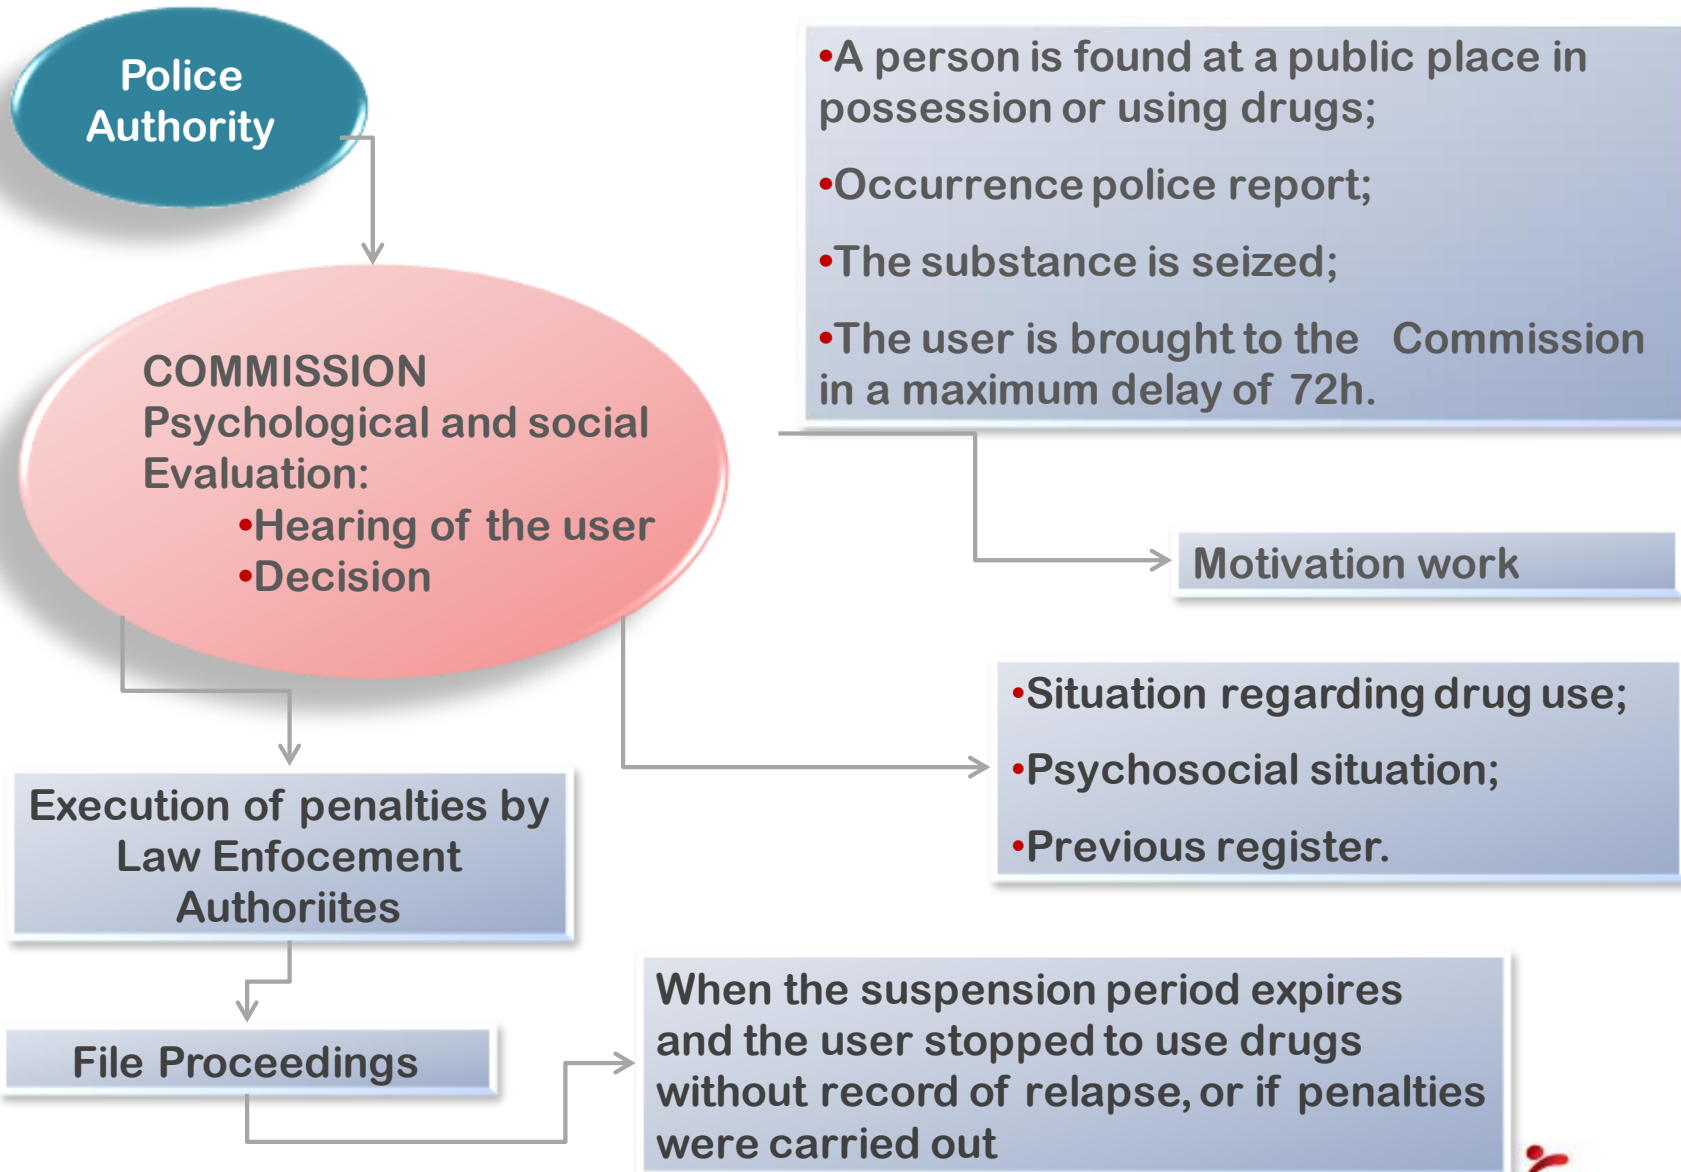 Police
Authority
•A person is found at a public place in
possession or using drugs;
•Occurrence police report;
•The substance is seized;
•The user is brought to the Commission
in a maximum delay of 72h.
COMMISSION
Psychological and social
Evaluation:
•Hearing of the user
•Decision
Motivation work
•Situation regarding drug use;
•Psychosocial situation;
•Previous register.
Execution of penalties by
Law Enfocement
Authoriites
File Proceedings
When the suspension period expires
and the user stopped to use drugs
without record of relapse, or if penalties
were carried out